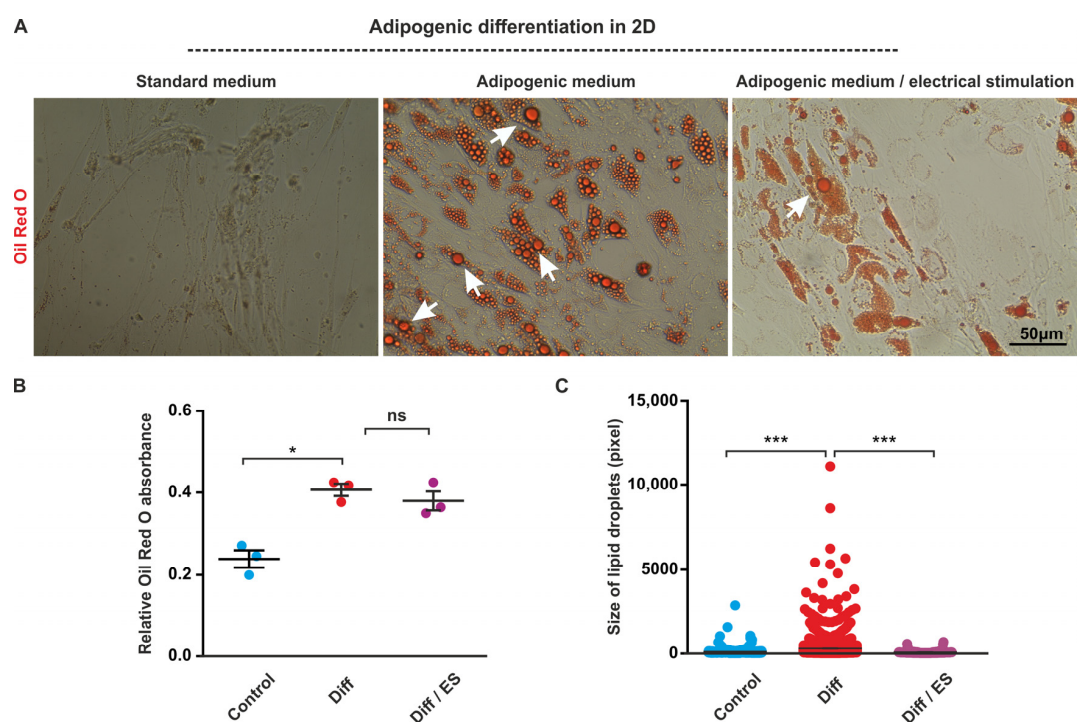 A
Adipogenic differentiation in 2D
Standard medium
Adipogenic medium
Adipogenic medium / electrical stimulation
Oil Red O
50µm
B
Relative Oil Red O absorbance
0.6
0.4
0.2
0.0
*
ns
Control
Diff
Diff / ES
C
Size of lipid droplets (pixel)
15,000
10,000
5000
0
***
***
Control
Diff
Diff / ES